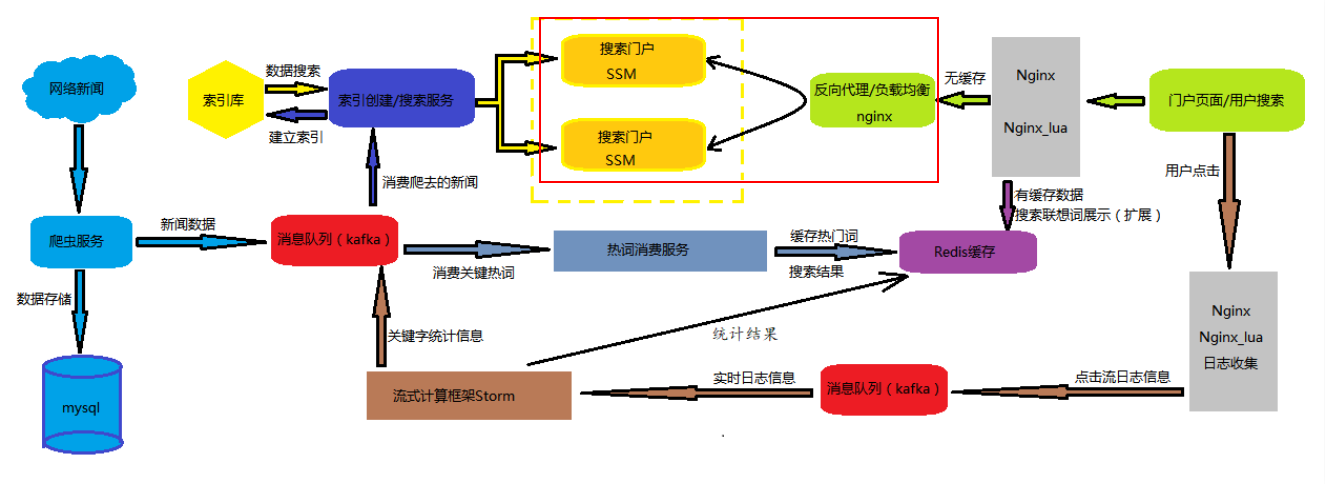 网络新闻
索引库
数据搜索
建立索引
索引创建/搜索服务
搜索门户
SSM
搜索门户
SSM
反向代理/负载均衡
nginx
无缓存
Nginx
Nginx_lua
门户页面/用户搜索
消费爬去的新闻
用户点击
有缓存数据
搜索联想词展示（扩展）
爬虫服务
新闻数据
消息队列（kafka）
消费关键热词
热词消费服务
缓存热门词
搜索结果
Redis缓存
数据存储
关键字统计信息
统计结果
mysql
流式计算框架Storm
实时日志信息
消息队列（kafka）
点击流日志信息
Nginx
Nginx_lua
日志收集